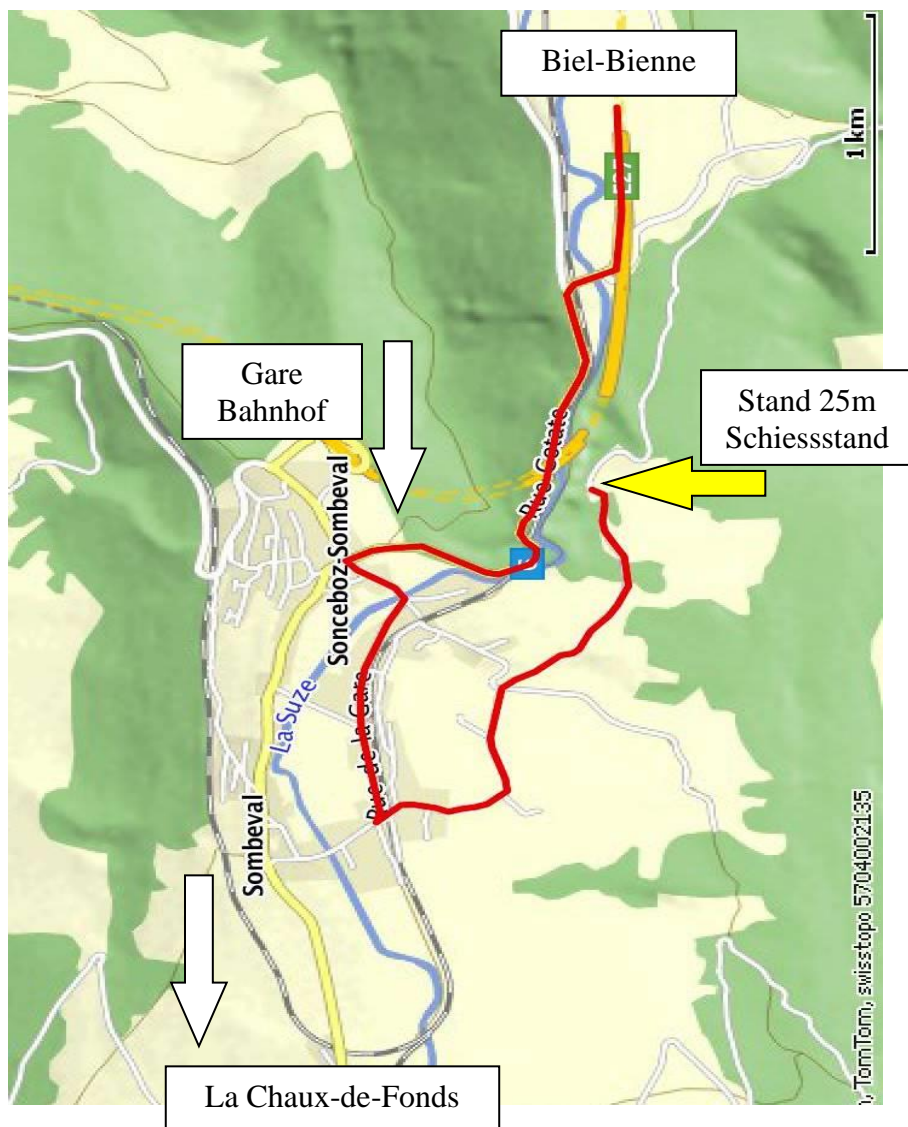 Biel-Bienne
1 km
E27
Gare
Bahnhof
Stand 25m
Schiessstand
Rue Cotate
Sonceboz-Sombeval
La Suze
Rue de la Gare
Sombeval
TomTom, swisstopo 5704002135
La Chaux-de-Fonds